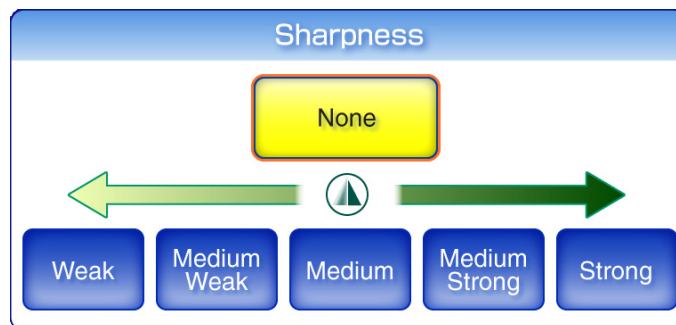 Sharpness
None
Weak
Medium
Weak
Medium
Medium
Strong
Strong